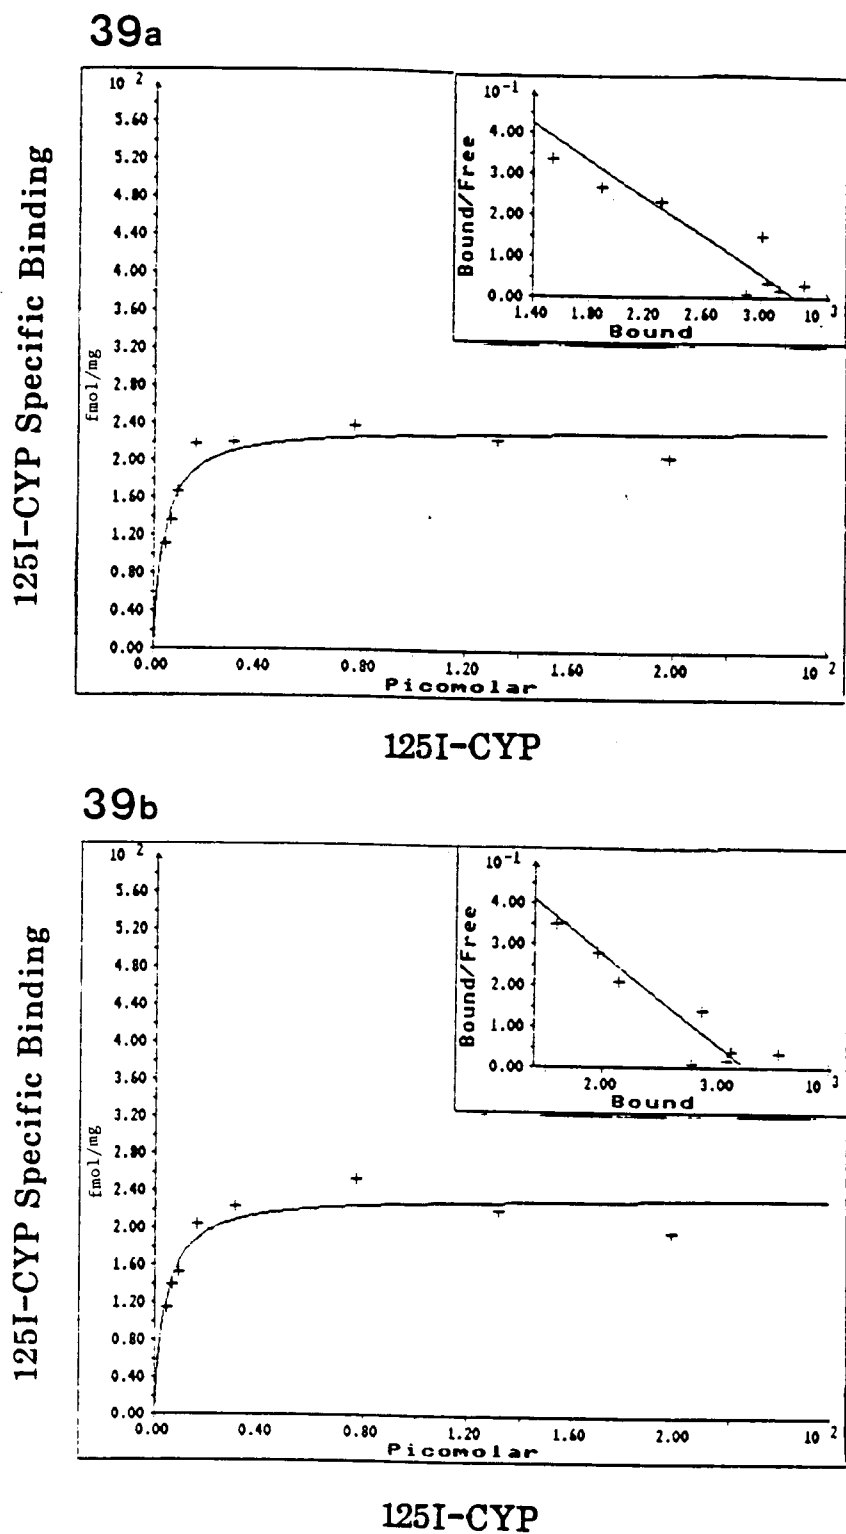 39a
125I-CYP Specific Binding
fmol/mg
10 2
5.60
5.20
4.80
4.40
4.00
3.60
3.20
2.80
2.40
2.00
1.60
1.20
0.80
0.40
0.00
0.00 0.40 0.80 1.20 1.60 2.00 10 2
Picomolar
Bound/Free
10 -1
4.00
3.00
2.00
1.00
0.00
1.40 1.80 2.20 2.60 3.00 10 3
Bound
125I-CYP
39b
125I-CYP Specific Binding
fmol/mg
10 2
5.60
5.20
4.80
4.40
4.00
3.60
3.20
2.80
2.40
2.00
1.60
1.20
0.80
0.40
0.00
0.00 0.40 0.80 1.20 1.60 2.00 10 2
Picomolar
Bound/Free
10 -1
4.00
3.00
2.00
1.00
0.00
2.00 3.00 10 3
Bound
125I-CYP